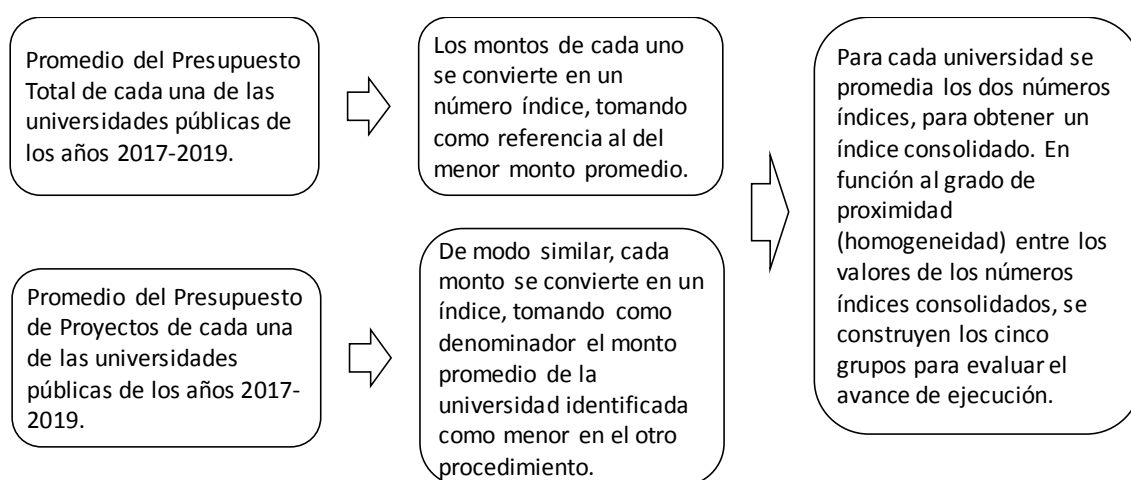 Promedio del Presupuesto
Total de cada una de las
universidades públicas de
los años 2017-2019.
Los montos de cada uno
se convierte en un
número índice, tomando
como referencia al del
menor monto promedio.
Promedio del Presupuesto
de Proyectos de cada una
de las universidades
públicas de los años 2017-
2019.
De modo similar, cada
monto se convierte en un
índice, tomando como
denominador el monto
promedio de la
universidad identificada
como menor en el otro
procedimiento.
Para cada universidad se
promedia los dos números
índices, para obtener un
índice consolidado. En
función al grado de
proximidad
(homogeneidad) entre los
valores de los números
índices consolidados, se
construyen los cinco
grupos para evaluar el
avance de ejecución.